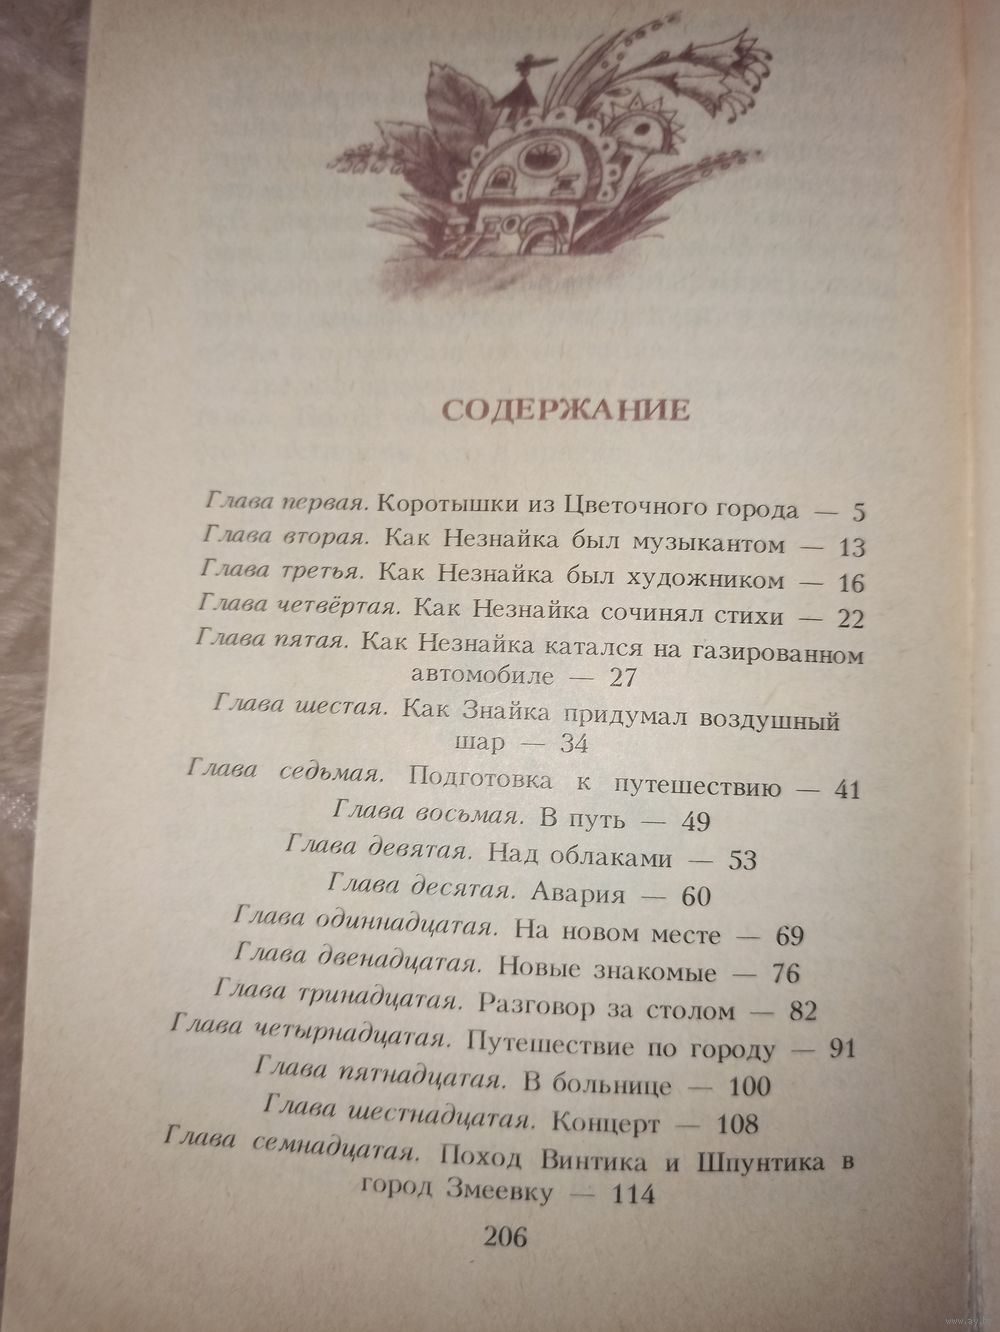 СОДЕРЖАНИЕ
Глава первая. Коротышки из Цветочного города — 5
Глава вторая. Как Незнайка был музыкантом — 13
Глава третья. Как Незнайка был художником — 16
Глава четвёртая. Как Незнайка сочинял стихи — 22
Глава пятая. Как Незнайка катался на газированном
автомобиле — 27
Глава шестая. Как Знайка придумал воздушный
шар — 34
Глава седьмая. Подготовка к путешествию — 41
Глава восьмая. В путь — 49
Глава девятая. Над облаками — 53
Глава десятая. Авария — 60
Глава одиннадцатая. На новом месте — 69
Глава двенадцатая. Новые знакомые — 76
Глава тринадцатая. Разговор за столом — 82
Глава четырнадцатая. Путешествие по городу — 91
Глава пятнадцатая. В больнице — 100
Глава шестнадцатая. Концерт — 108
Глава семнадцатая. Поход Винтика и Шпунтика в
город Змеевку — 114
206